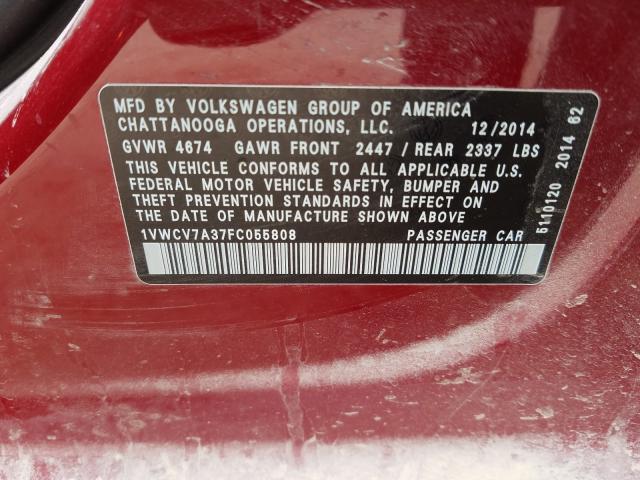 MFD BY VOLKSWAGEN GROUP OF AMERICA
CHATTANOOGA OPERATIONS, LLC. 12/2014
GVWR 4674 GAWR FRONT 2447/REAR 2337 LBS
THIS VEHICLE CONFORMS TO ALL APPLICABLE U.S.
FEDERAL MOTOR VEHICLE SAFETY, BUMPER AND
THEFT PREVENTION STANDARDS IN EFFECT ON
DATE OF MANUFACTURE SHOWN ABOVE
1VWCV7A37FC055808 PASSENGER CAR
5110120 2014 62